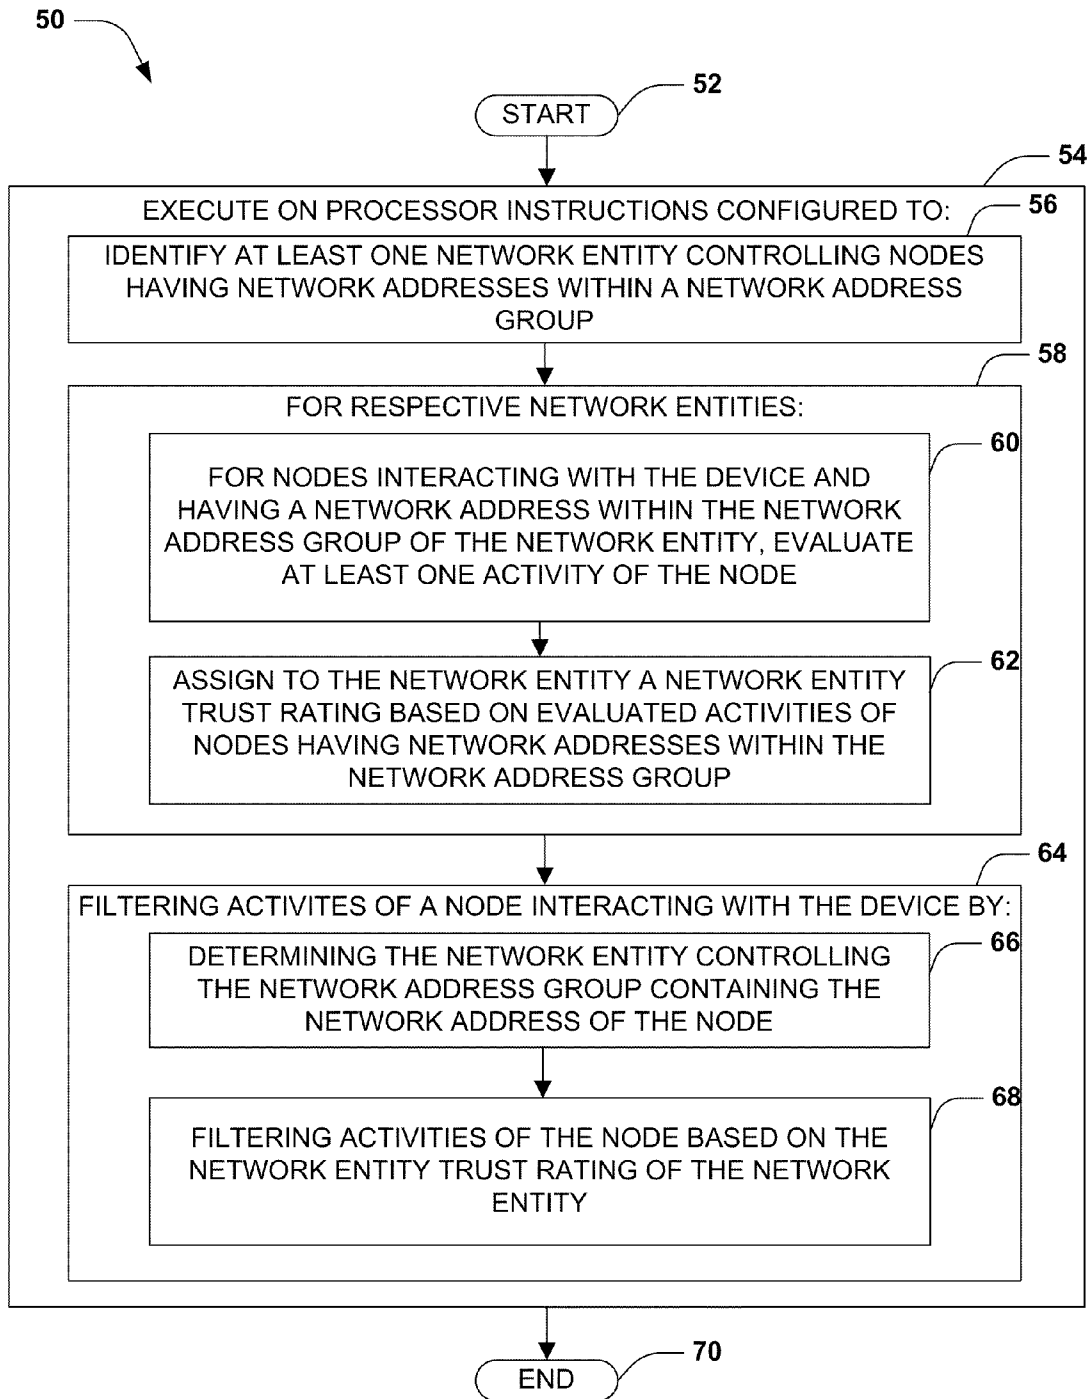 50
52
START
54
EXECUTE ON PROCESSOR INSTRUCTIONS CONFIGURED TO:
56
IDENTIFY AT LEAST ONE NETWORK ENTITY CONTROLLING NODES
HAVING NETWORK ADDRESSES WITHIN A NETWORK ADDRESS
GROUP
58
FOR RESPECTIVE NETWORK ENTITIES:
60
FOR NODES INTERACTING WITH THE DEVICE AND
HAVING A NETWORK ADDRESS WITHIN THE NETWORK
ADDRESS GROUP OF THE NETWORK ENTITY, EVALUATE
AT LEAST ONE ACTIVITY OF THE NODE
62
ASSIGN TO THE NETWORK ENTITY A NETWORK ENTITY
TRUST RATING BASED ON EVALUATED ACTIVITIES OF
NODES HAVING NETWORK ADDRESSES WITHIN THE
NETWORK ADDRESS GROUP
64
FILTERING ACTIVITES OF A NODE INTERACTING WITH THE DEVICE BY:
66
DETERMINING THE NETWORK ENTITY CONTROLLING
THE NETWORK ADDRESS GROUP CONTAINING THE
NETWORK ADDRESS OF THE NODE
68
FILTERING ACTIVITIES OF THE NODE BASED ON THE
NETWORK ENTITY TRUST RATING OF THE NETWORK
ENTITY
70
END